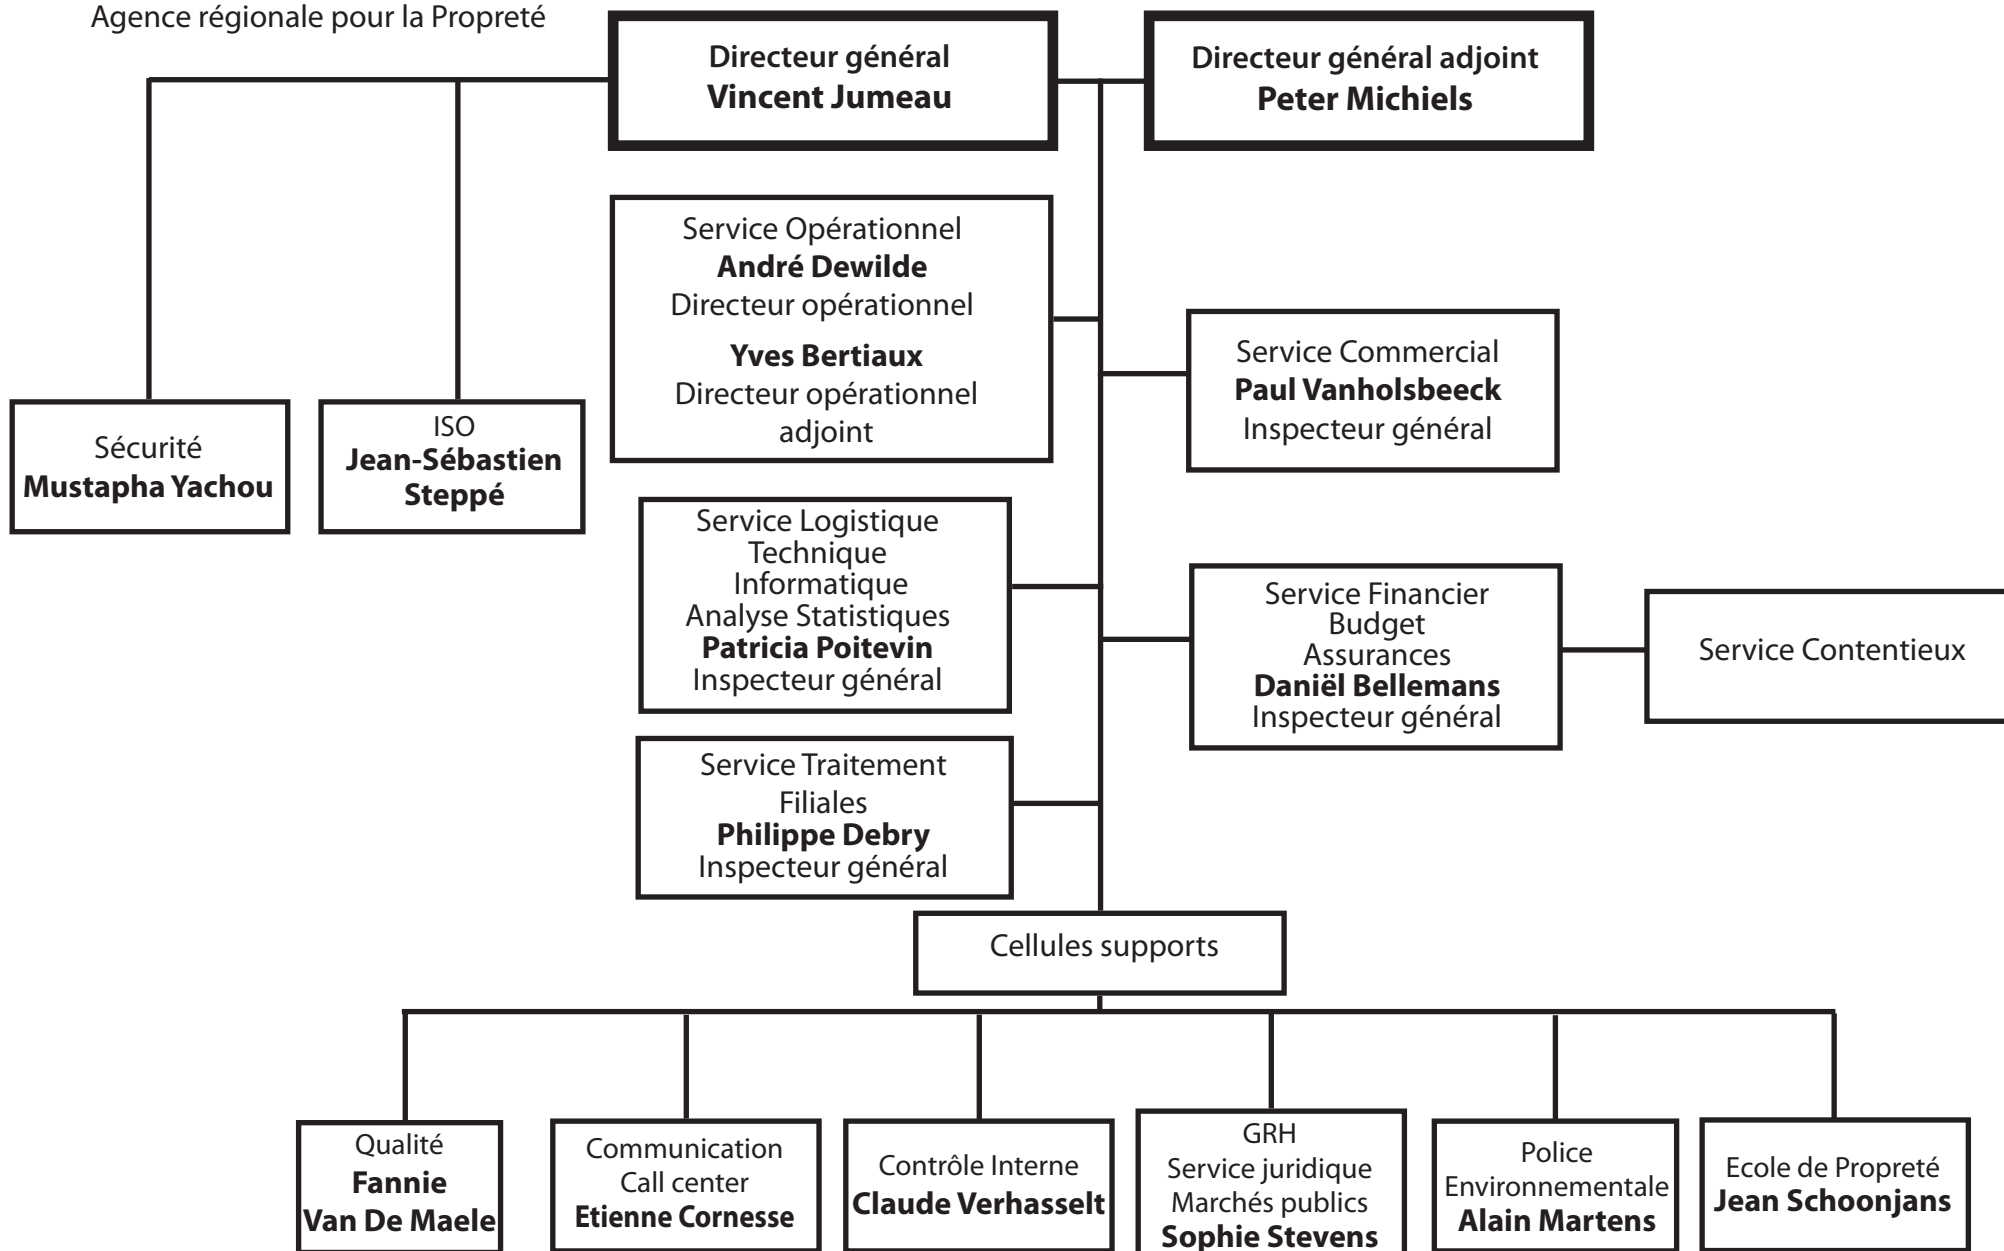 Agence régionale pour la Propreté
Directeur général
Vincent Jumeau
Directeur général adjoint
Peter Michiels
Service Opérationnel
André Dewilde
Directeur opérationnel
Yves Bertiaux
Directeur opérationnel
adjoint
Service Commercial
Paul Vanholsbeeck
Inspecteur général
Sécurité
Mustapha Yachou
ISO
Jean-Sébastien
Steppé
Service Logistique
Technique
Informatique
Analyse Statistiques
Patricia Poitevin
Inspecteur général
Service Financier
Budget
Assurances
Daniël Bellemans
Inspecteur général
Service Contentieux
Service Traitement
Filiales
Philippe Debry
Inspecteur général
Cellules supports
Qualité
Fannie
Van De Maele
Communication
Call center
Etienne Cornesse
Contrôle Interne
Claude Verhasselt
GRH
Service juridique
Marchés publics
Sophie Stevens
Police
Environnementale
Alain Martens
Ecole de Propreté
Jean Schoonjans